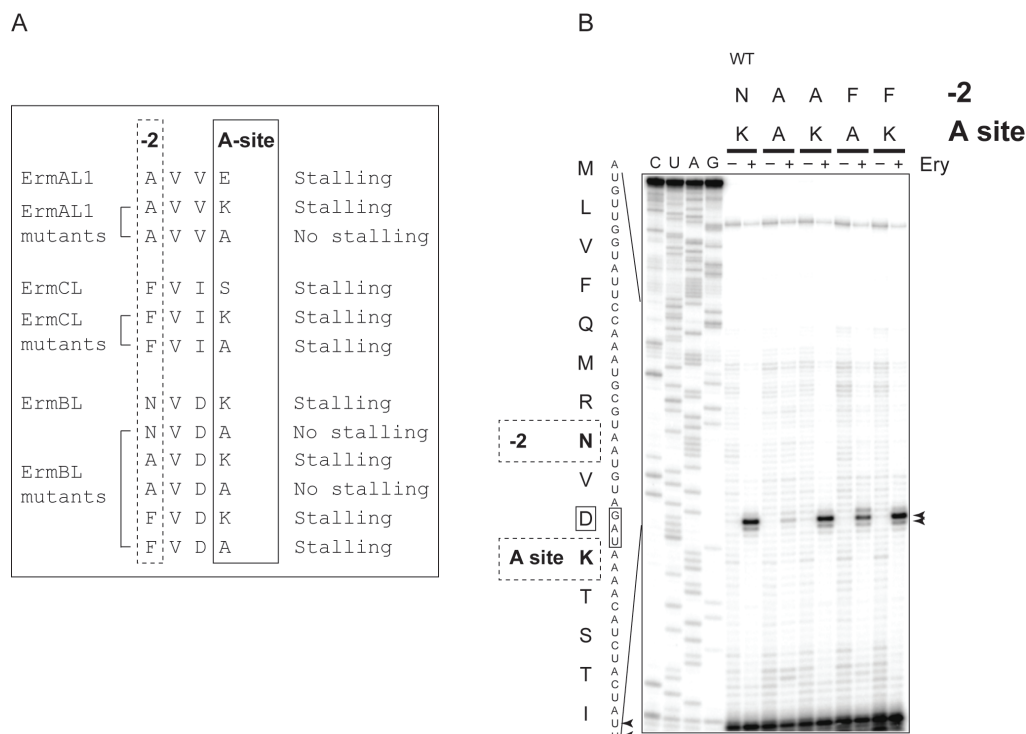 A
-2 A-site
ErmAL1 A V V E Stalling
ErmAL1 mutants A V V K Stalling
A V V A No stalling
ErmCL F V I S Stalling
ErmCL mutants F V I K Stalling
F V I A Stalling
ErmBL N V D K Stalling
N V D A No stalling
ErmBL mutants A V D K Stalling
A V D A No stalling
F V D K Stalling
F V D A Stalling
B
WT
N A A F F -2
K A K A K A site
C U A G − + − + − + − + − + Ery
M
L
V
F
Q
M
R
-2 N
V
D
A site K
T
S
T
I
AUGUUGGUAUUCCAAAUGCGUAAUGUAGAUAAAACAUCUACUAU